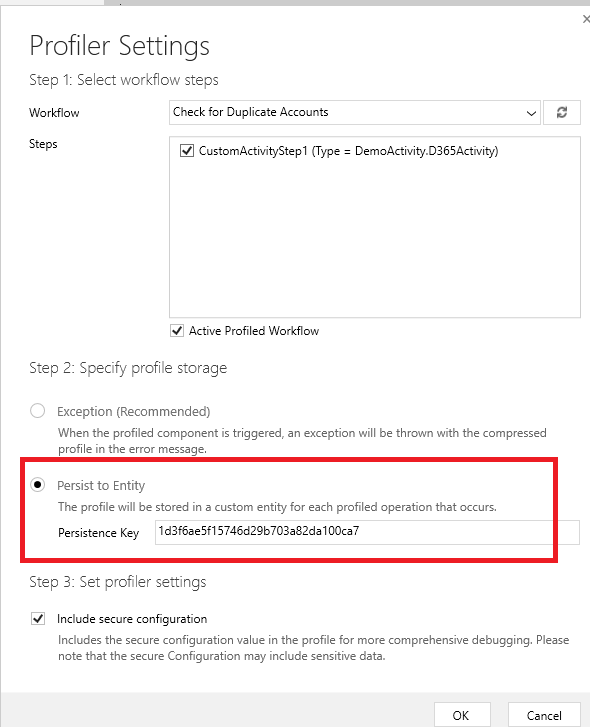 Profiler Settings
Step 1: Select workflow steps
Workflow
Check for Duplicate Accounts
Steps
CustomActivityStep1 (Type = DemoActivity.D365Activity)
Active Profiled Workflow
Step 2: Specify profile storage
Exception (Recommended)
When the profiled component is triggered, an exception will be thrown with the compressed
profile in the error message.
Persist to Entity
The profile will be stored in a custom entity for each profiled operation that occurs.
Persistence Key
1d3f6ae5f15746d29b703a82da100ca7
Step 3: Set profiler settings
Include secure configuration
Includes the secure configuration value in the profile for more comprehensive debugging. Please
note that the secure Configuration may include sensitive data.
OK
Cancel